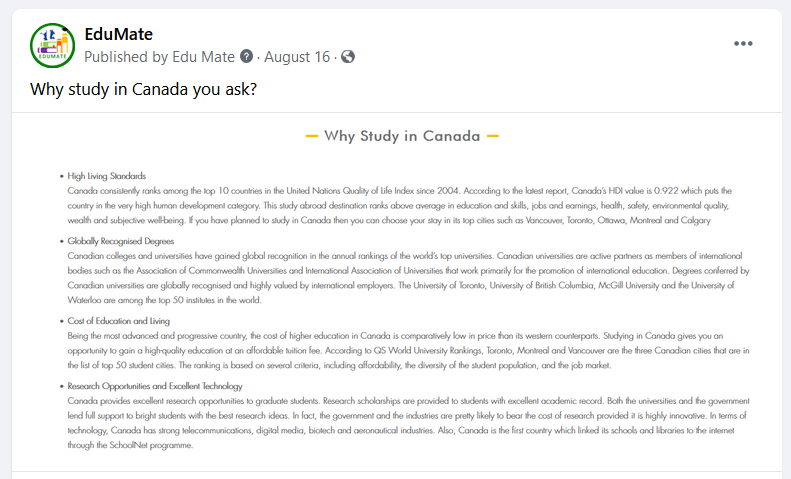 EduMate
Published by Edu Mate ? · August 16 ·
Why study in Canada you ask?
EDUMATE
Why Study in Canada
• High Living Standards
Canada consistently ranks among the top 10 countries in the United Nations Quality of Life Index since 2004. According to the latest report, Canada's HDI value is 0.922 which puts the
country in the very high human development category. This study abroad destination ranks above average in education and skills, jobs and earnings, health, safety, environmental quality,
wealth and subjective well-being. If you have planned to study in Canada then you can choose your stay in its top cities such as Vancouver, Toronto, Ottawa, Montreal and Calgary
• Globally Recognised Degrees
Canadian colleges and universities have gained global recognition in the annual rankings of the world's top universities. Canadian universities are active partners as members of international
bodies such as the Association of Commonwealth Universities and International Association of Universities that work primarily for the promotion of international education. Degrees conferred by
Canadian universities are globally recognised and highly valued by international employers. The University of Toronto, University of British Columbia, McGill University and the University of
Waterloo are among the top 50 institutes in the world.
• Cost of Education and Living
Being the most advanced and progressive country, the cost of higher education in Canada is comparatively low in price than its western counterparts. Studying in Canada gives you an
opportunity to gain a high-quality education at an affordable tuition fee. According to QS World University Rankings, Toronto, Montreal and Vancouver are the three Canadian cities that are in
the list of top 50 student cities. The ranking is based on several criteria, including affordability, the diversity of the student population, and the job market.
• Research Opportunities and Excellent Technology
Canada provides excellent research opportunities to graduate students. Research scholarships are provided to students with excellent academic record. Both the universities and the government
lend full support to bright students with the best research ideas. In fact, the government and the industries are pretty likely to bear the cost of research provided it is highly innovative. In terms of
technology, Canada has strong telecommunications, digital media, biotech and aeronautical industries. Also, Canada is the first country which linked its schools and libraries to the internet
through the SchoolNet programme.